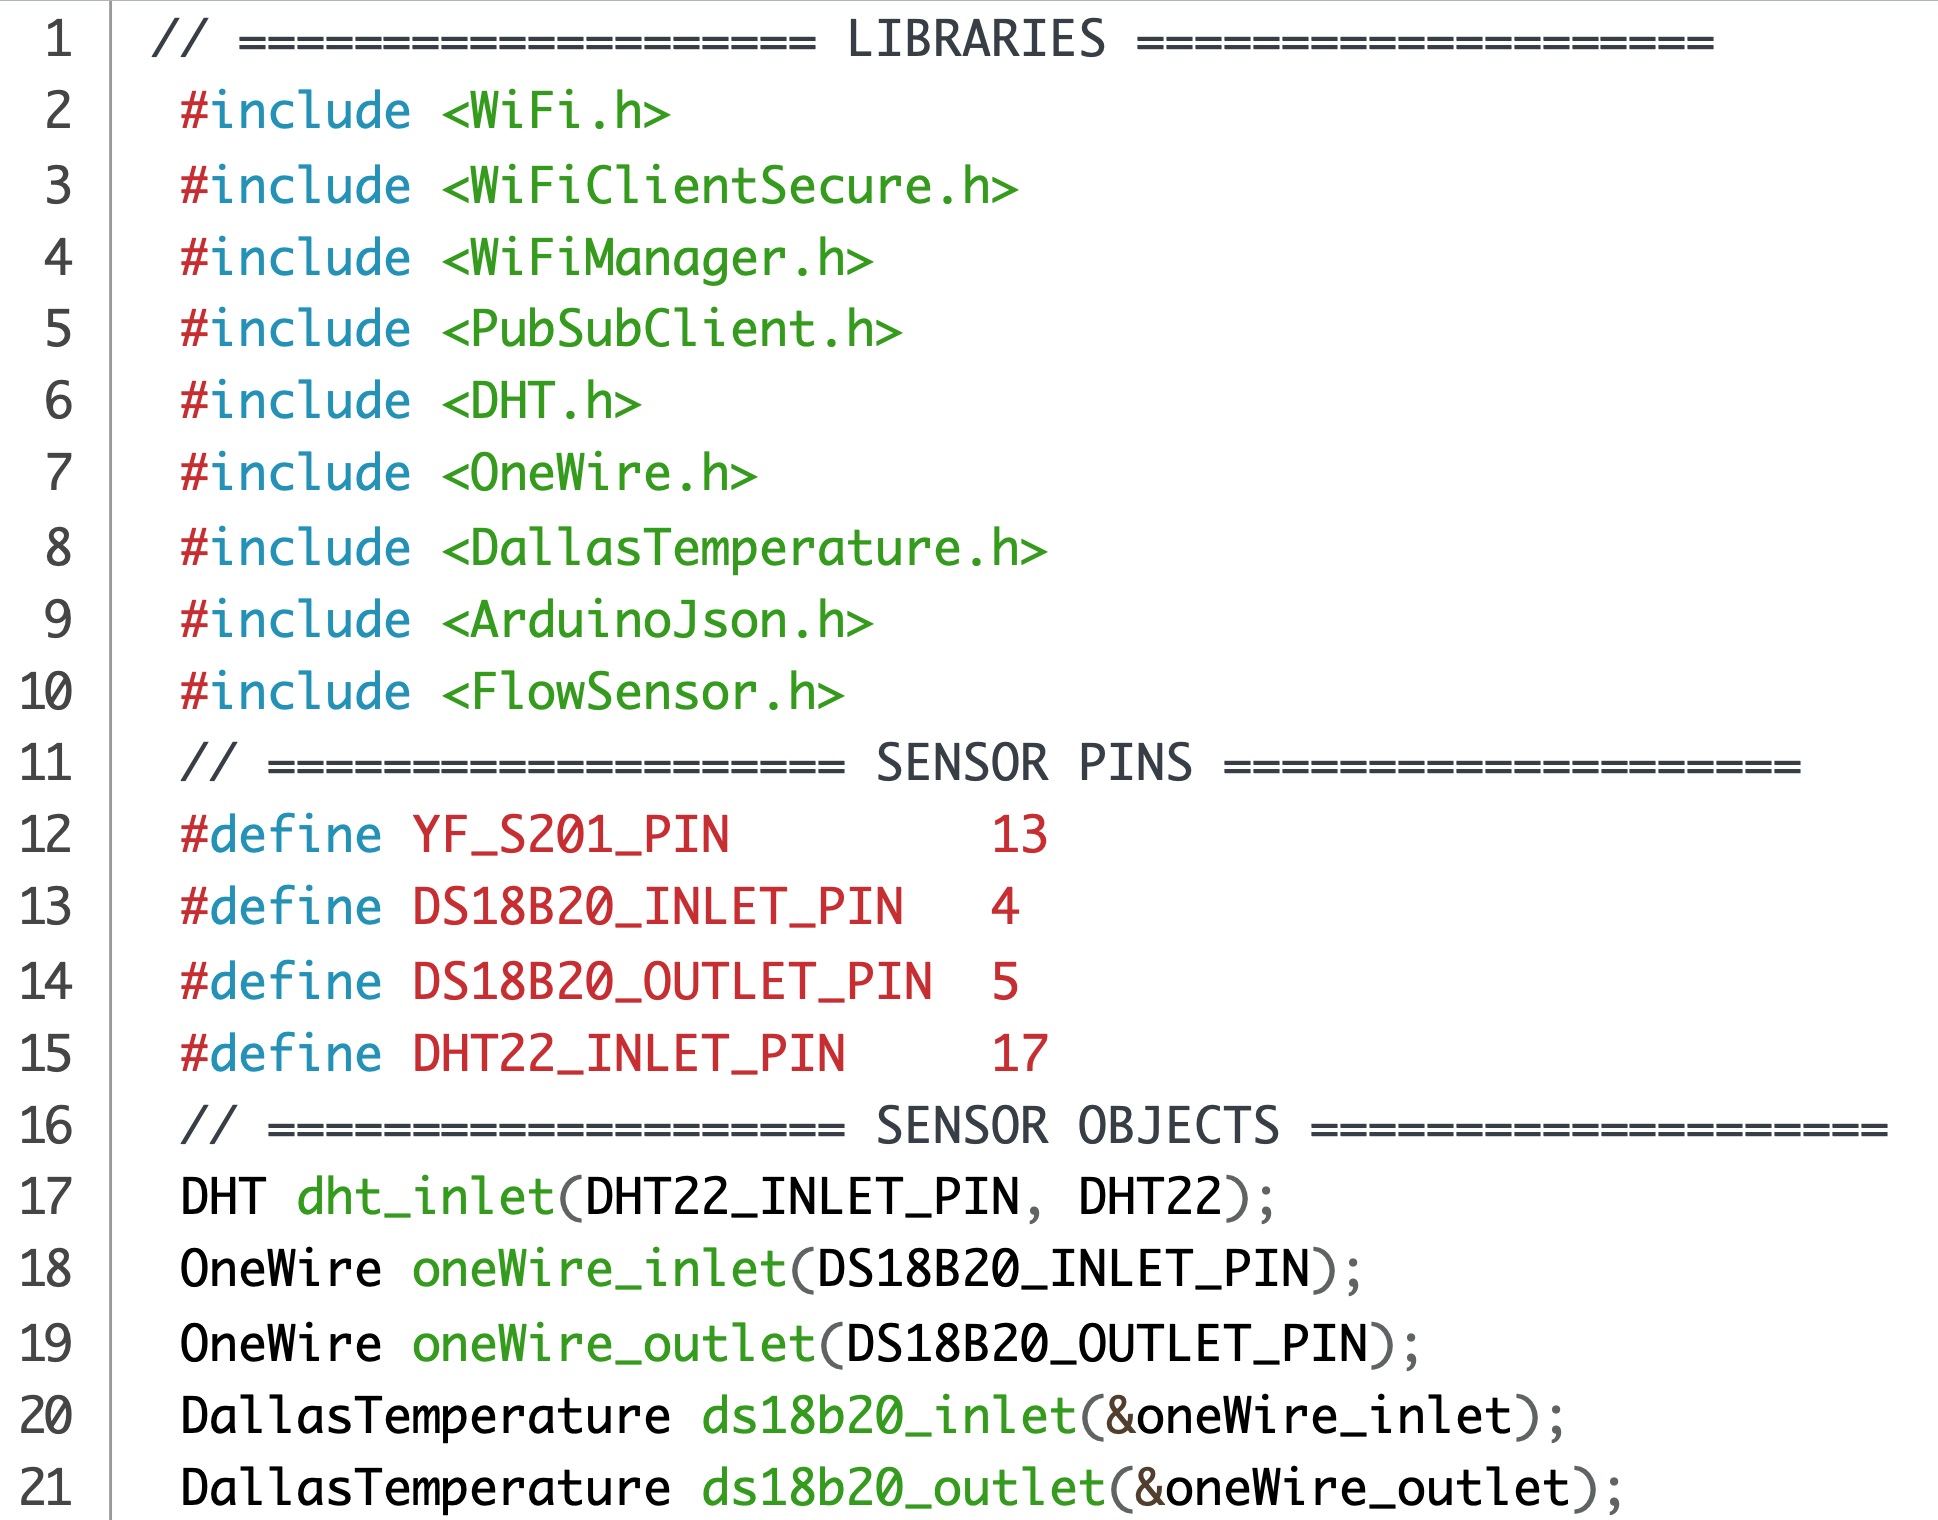 1 // ==================== LIBRARIES ====================
2 #include <WiFi.h>
3 #include <WiFiClientSecure.h>
4 #include <WiFiManager.h>
5 #include <PubSubClient.h>
6 #include <DHT.h>
7 #include <OneWire.h>
8 #include <DallasTemperature.h>
9 #include <ArduinoJson.h>
10 #include <FlowSensor.h>
11 // ==================== SENSOR PINS ====================
12 #define YF_S201_PIN         13
13 #define DS18B20_INLET_PIN   4
14 #define DS18B20_OUTLET_PIN  5
15 #define DHT22_INLET_PIN     17
16 // ==================== SENSOR OBJECTS ====================
17 DHT dht_inlet(DHT22_INLET_PIN, DHT22);
18 OneWire oneWire_inlet(DS18B20_INLET_PIN);
19 OneWire oneWire_outlet(DS18B20_OUTLET_PIN);
20 DallasTemperature ds18b20_inlet(&oneWire_inlet);
21 DallasTemperature ds18b20_outlet(&oneWire_outlet);